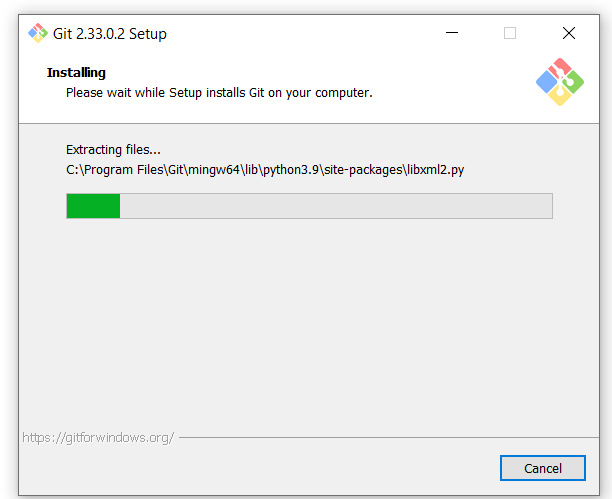 Git 2.33.0.2 Setup
Installing
Please wait while Setup installs Git on your computer.
Extracting files...
C:\Program Files\Git\mingw64\lib\python3.9\site-packages\libxml2.py
https://gitforwindows.org/
Cancel